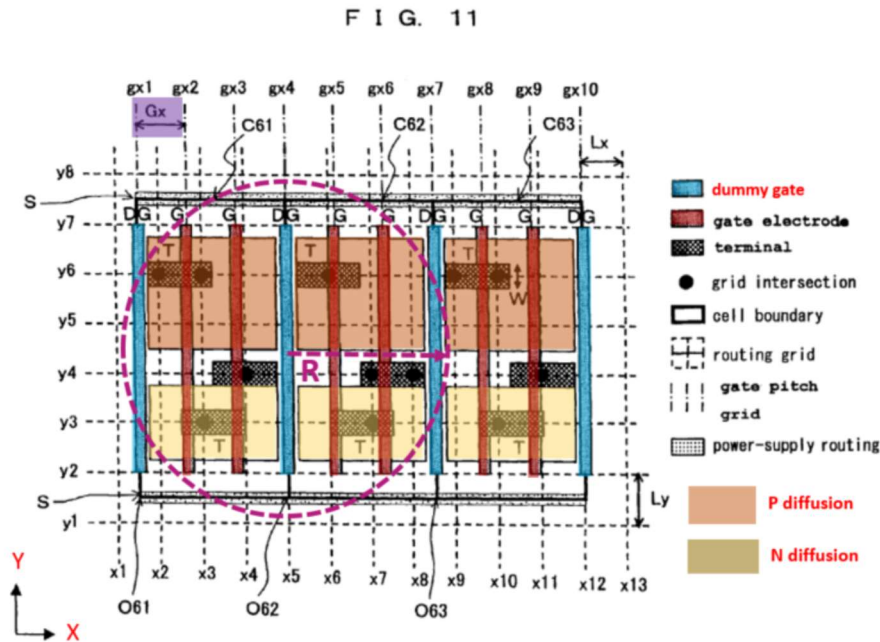 F I G. 11
gx1 gx2 gx3 gx4 gx5 gx6 gx7 gx8 gx9 gx10
Gx
C61 C62 C63 Lx
y8
S
y7 DG G G DG G G DG G G DG
T T T
y6
W
y5
R
y4
y3
T T T
y2
S
Ly
y1
x1 x2 x3 x4 x5 x6 x7 x8 x9 x10 x11 x12 x13
O61 O62 O63
Y
X
dummy gate
gate electrode
terminal
grid intersection
cell boundary
routing grid
gate pitch
grid
power-supply routing
P diffusion
N diffusion